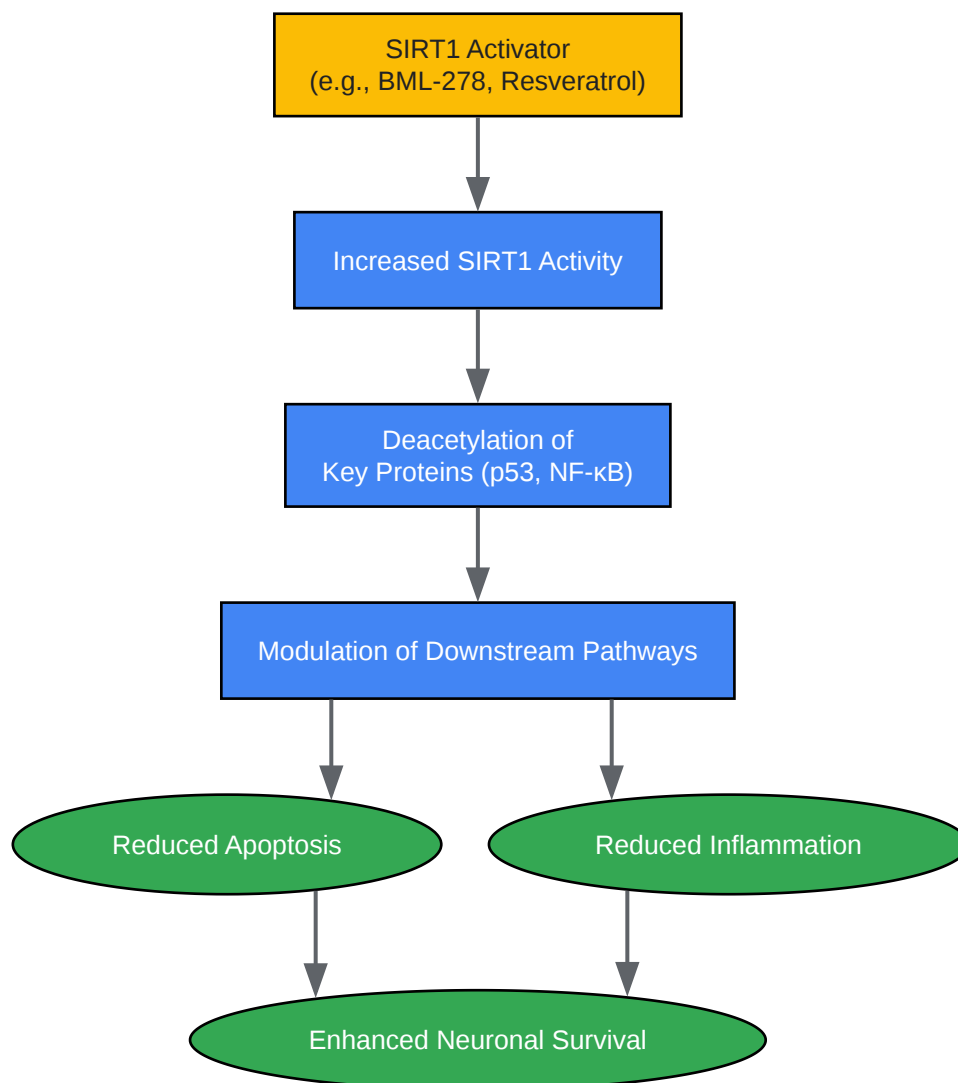 SIRT1 Activator
(e.g., BML-278, Resveratrol)
Increased SIRT1 Activity
Deacetylation of
Key Proteins (p53, NF-κB)
Modulation of Downstream Pathways
Reduced Apoptosis
Reduced Inflammation
Enhanced Neuronal Survival